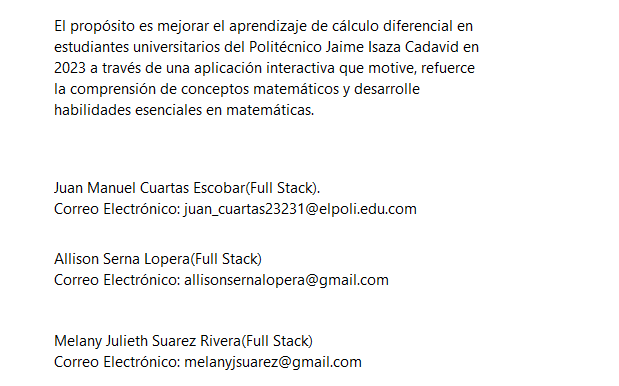 El propósito es mejorar el aprendizaje de cálculo diferencial en
estudiantes universitarios del Politécnico Jaime Isaza Cadavid en
2023 a través de una aplicación interactiva que motive, refuerce
la comprensión de conceptos matemáticos y desarrolle
habilidades esenciales en matemáticas.
Juan Manuel Cuartas Escobar(Full Stack).
Correo Electrónico: juan_cuartas23231@elpoli.edu.com
Allison Serna Lopera(Full Stack)
Correo Electrónico: allisonsernalopera@gmail.com
Melany Julieth Suarez Rivera(Full Stack)
Correo Electrónico: melanyjsuarez@gmail.com